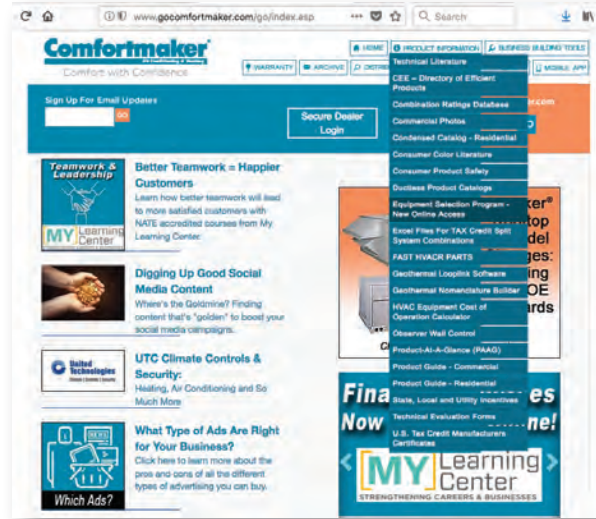 www.gocomfortmaker.com/go/index.asp
Search
Comfortmaker
Air Conditioning & Heating
Comfort with Confidence
HOME
PRODUCT INFORMATION
BUSINESS BUILDING TOOLS
WARRANTY
ARCHIVE
MOBILE APP
Sign Up For Email Updates
GO
Secure Dealer
Login
Technical Literature
CEE – Directory of Efficient
Products
Combination Ratings Database
Commercial Photos
Condensed Catalog - Residential
Consumer Color Literature
Consumer Product Safety
Ductless Product Catalogs
Equipment Selection Program -
New Online Access
Excel Files For TAX Credit Split
System Combinations
FAST HVACR PARTS
Geothermal Looplink Software
Geothermal Nomenclature Builder
HVAC Equipment Cost of
Operation Calculator
Observer Wall Control
Product-At-A-Glance (PAAG)
Product Guide - Commercial
Product Guide - Residential
State, Local and Utility Incentives
Technical Evaluation Forms
U.S. Tax Credit Manufacturers
Certificates
Teamwork &
Leadership
MY Learning
Center
Better Teamwork = Happier
Customers
Learn how better teamwork will lead
to more satisfied customers with
NATE accredited courses from My
Learning Center.
Digging Up Good Social
Media Content
Where's the Goldmine? Finding
content that's "golden" to boost your
social media campaigns.
United
Technologies
UTC Climate Controls &
Security:
Heating, Air Conditioning and So
Much More
NEWS
Which Ads?
What Type of Ads Are Right
for Your Business?
Click here to learn more about the
pros and cons of all the different
types of advertising you can buy.
Now
MY Learning
Center
STRENGTHENING CAREERS & BUSINESSES